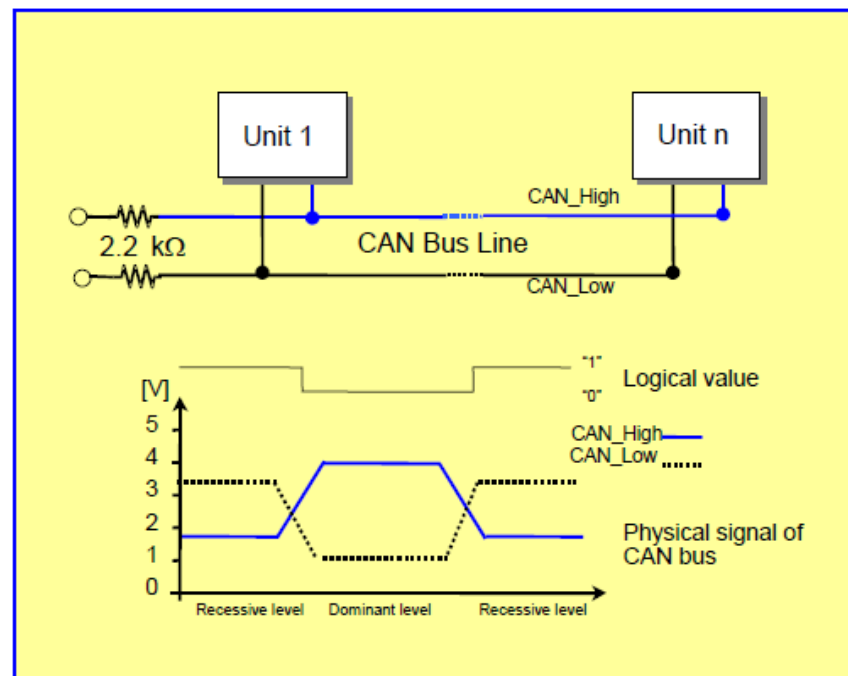 Unit 1
Unit n
CAN_High
2.2 kΩ
CAN Bus Line
CAN_Low
"1"
"0"
Logical value
[V]
5
4
3
2
1
0
CAN_High
CAN_Low
Physical signal of
CAN bus
Recessive level
Dominant level
Recessive level